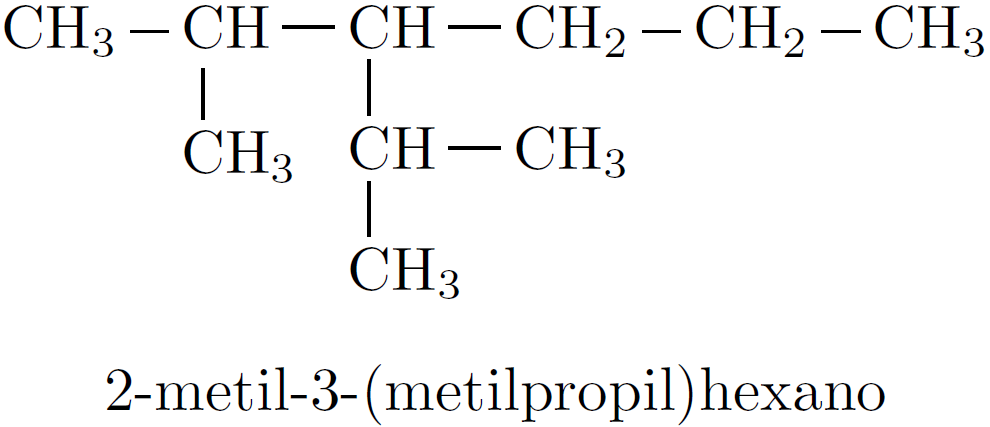 CH₃ — CH — CH — CH₂ — CH₂ — CH₃
CH₃ CH — CH₃
CH₃
2-metil-3-(metilpropil)hexano